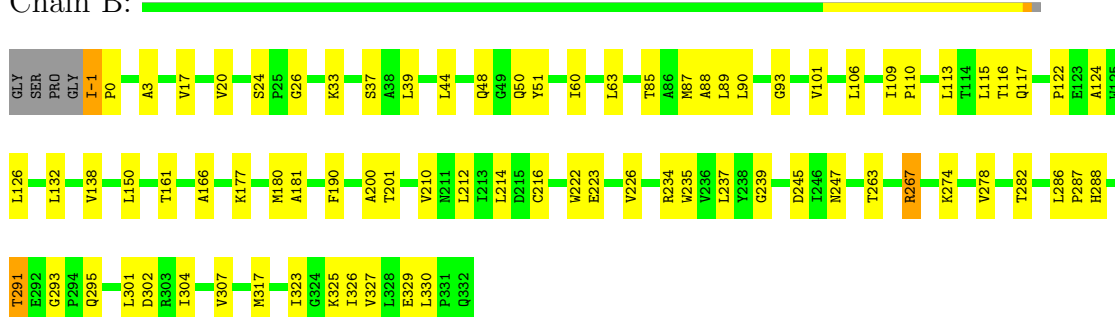 Chain B:
GLY SER PRO GLY I-1 P0 A3 V17 V20 S24 P25 G26 K33 S37 A38 L39 L44 Q48 G49 Q50 Y51 I60 L63 T85 A86 M87 A88 L89 L90 G93 V101 L106 I109 P110 L113 T114 L115 T116 Q117 P122 E123 A124 W125
L126 L132 V138 L150 T161 A166 K177 M180 A181 F190 A200 T201 V210 N211 L212 I213 L214 D215 C216 W222 E223 V226 R234 W235 V236 L237 Y238 G239 D245 I246 N247 T263 R267 K274 V278 T282 L286 P287 H288
T291 E292 G293 P294 Q295 L301 D302 R303 I304 V307 M317 I323 G324 K325 I326 V327 L328 E329 L330 P331 Q332